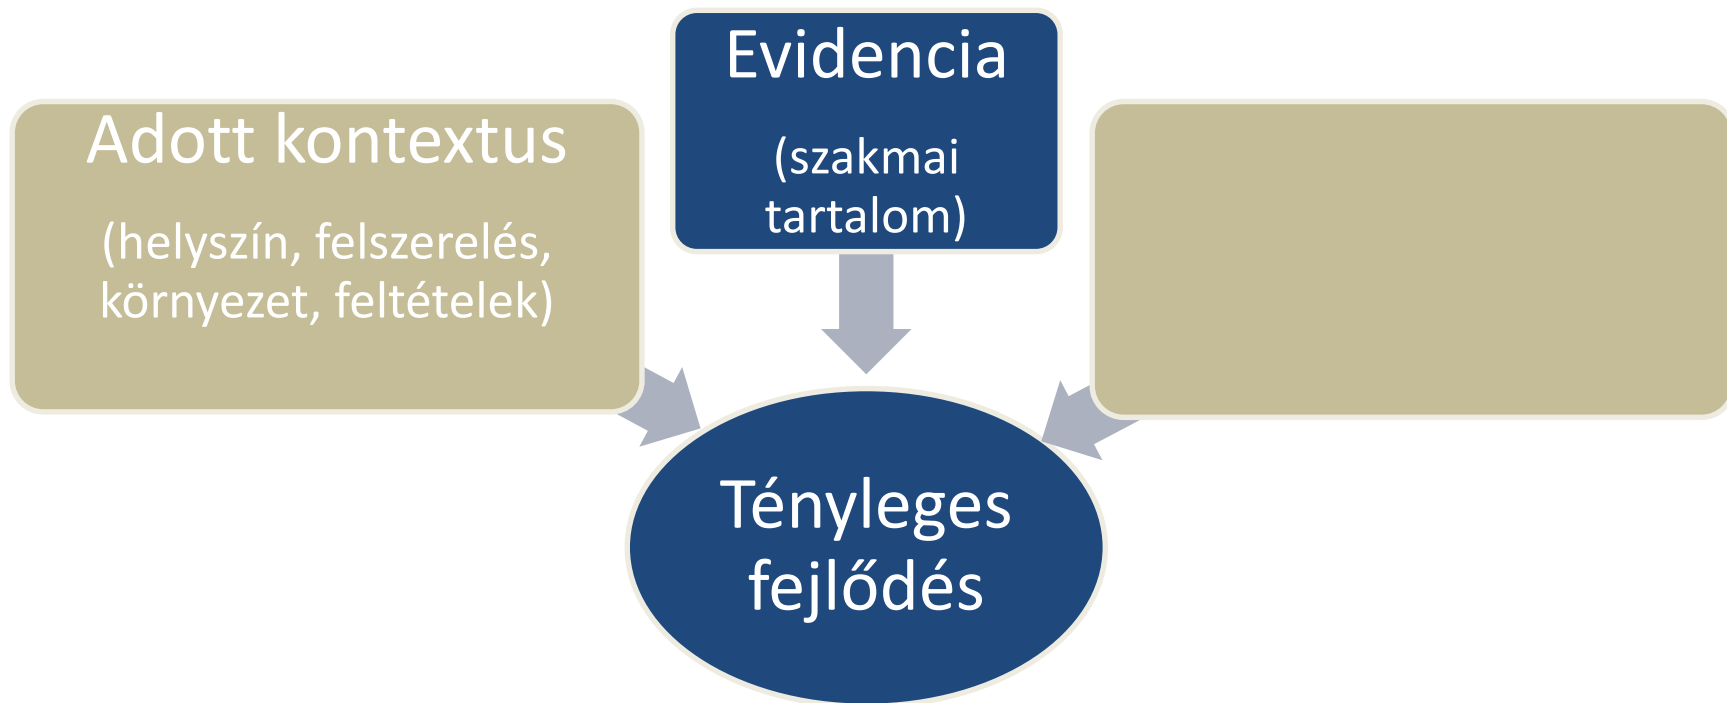 Adott kontextus
(helyszín, felszerelés,
környezet, feltételek)
Evidencia
(szakmai
tartalom)
Tényleges
fejlődés